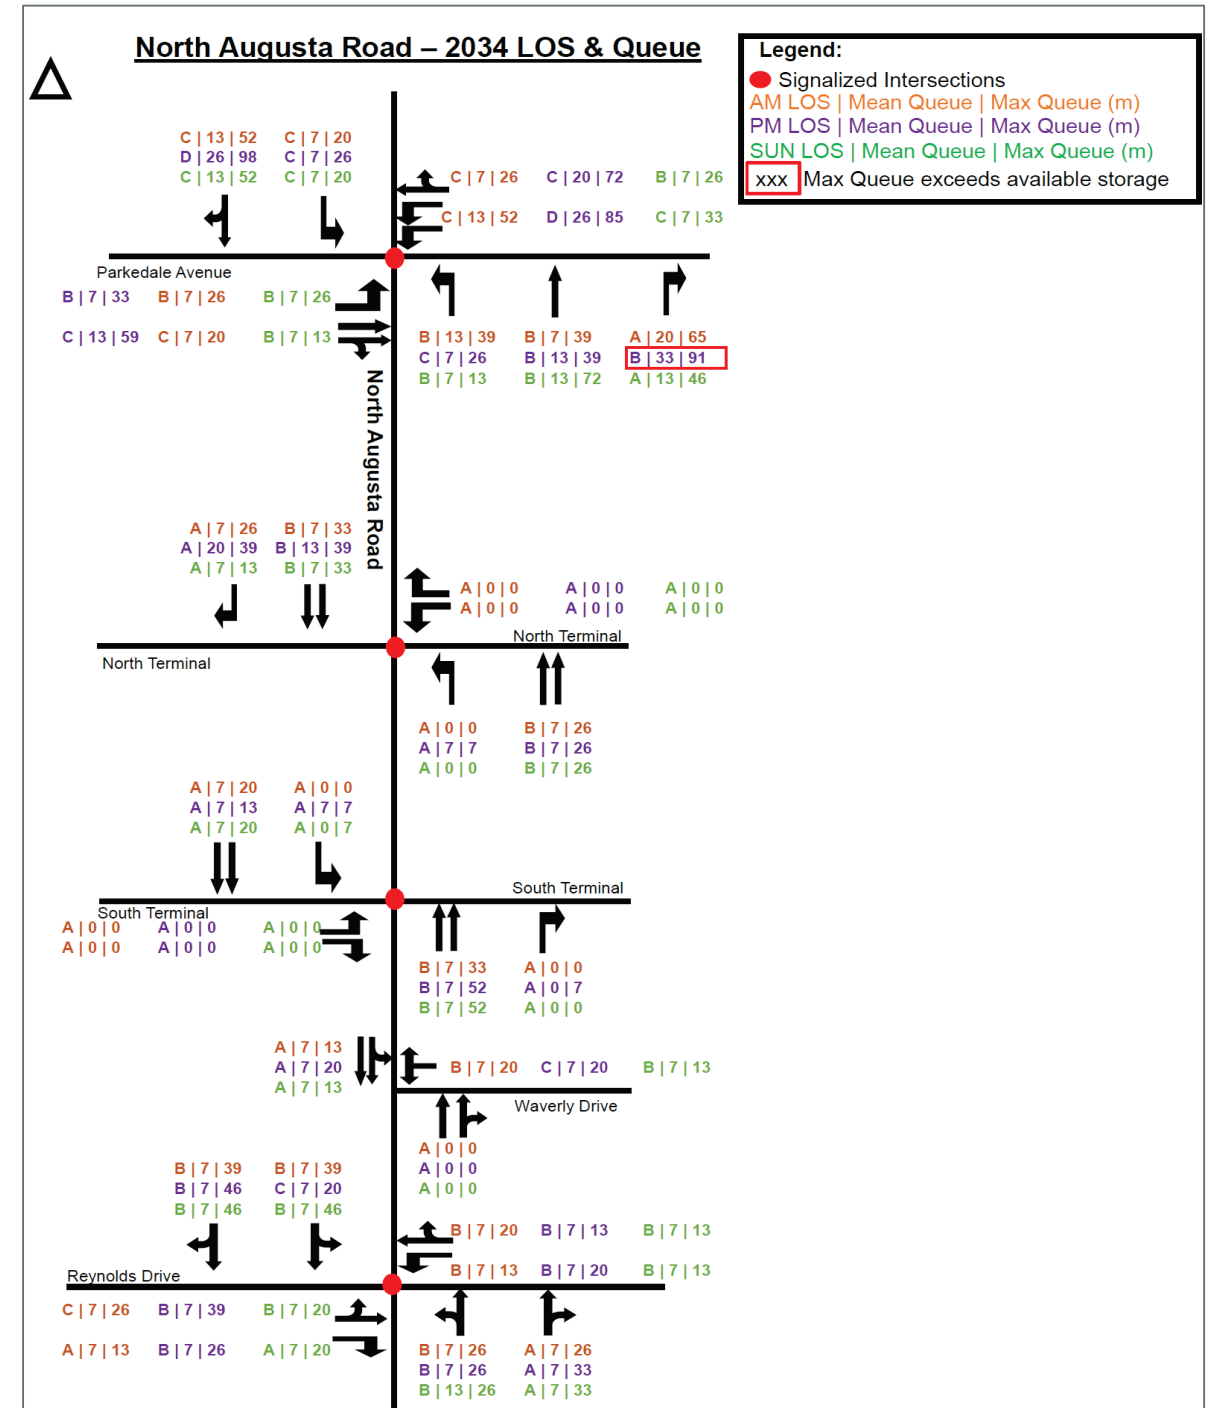 North Augusta Road – 2034 LOS & Queue
Legend:
Signalized Intersections
AM LOS | Mean Queue | Max Queue (m)
PM LOS | Mean Queue | Max Queue (m)
SUN LOS | Mean Queue | Max Queue (m)
xxx Max Queue exceeds available storage
C | 13 | 52 C | 7 | 20
D | 26 | 98 C | 7 | 26
C | 13 | 52 C | 7 | 20
C | 7 | 26 C | 20 | 72 B | 7 | 26
C | 13 | 52 D | 26 | 85 C | 7 | 33
Parkedale Avenue
B | 7 | 33 B | 7 | 26 B | 7 | 26
C | 13 | 59 C | 7 | 20 B | 7 | 13
B | 13 | 39 B | 7 | 39 A | 20 | 65
C | 7 | 26 B | 13 | 39 B | 33 | 91
B | 7 | 13 B | 13 | 72 A | 13 | 46
North Augusta Road
A | 7 | 26 B | 7 | 33
A | 20 | 39 B | 13 | 39
A | 7 | 13 B | 7 | 33
A | 0 | 0 A | 0 | 0 A | 0 | 0
A | 0 | 0 A | 0 | 0 A | 0 | 0
North Terminal
North Terminal
A | 0 | 0 B | 7 | 26
A | 7 | 7 B | 7 | 26
A | 0 | 0 B | 7 | 26
A | 7 | 20 A | 0 | 0
A | 7 | 13 A | 7 | 7
A | 7 | 20 A | 0 | 7
South Terminal
South Terminal
A | 0 | 0 A | 0 | 0 A | 0 | 0
A | 0 | 0 A | 0 | 0 A | 0 | 0
B | 7 | 33 A | 0 | 0
B | 7 | 52 A | 0 | 7
B | 7 | 52 A | 0 | 0
A | 7 | 13
A | 7 | 20
A | 7 | 13
B | 7 | 20 C | 7 | 20 B | 7 | 13
Waverly Drive
A | 0 | 0
A | 0 | 0
A | 0 | 0
B | 7 | 39 B | 7 | 39
B | 7 | 46 C | 7 | 20
B | 7 | 46 B | 7 | 46
B | 7 | 20 B | 7 | 13 B | 7 | 13
B | 7 | 13 B | 7 | 20 B | 7 | 13
Reynolds Drive
C | 7 | 26 B | 7 | 39 B | 7 | 20
A | 7 | 13 B | 7 | 26 A | 7 | 20
B | 7 | 26 A | 7 | 26
B | 7 | 26 A | 7 | 33
B | 13 | 26 A | 7 | 33